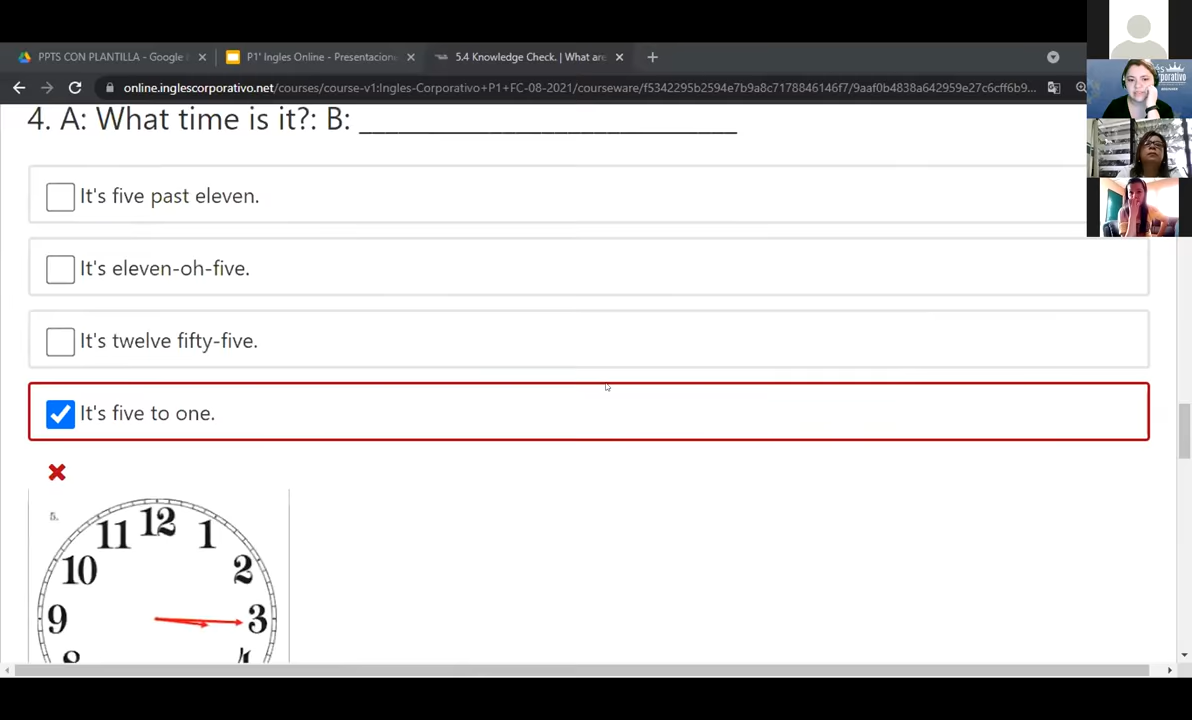 PPTS CON PLANTILLA - Google
P1' Ingles Online - Presentacion
5.4 Knowledge Check. | What are
online.inglescorporativo.net/courses/course-v1:Ingles-Corporativo+P1+FC-08-2021/courseware/f5342295b2594e7b9a8c7178846146f7/9aaf0b4838a642959e27c6cff6b9...
4. A: What time is it?: B: ____________________________
It's five past eleven.
It's eleven-oh-five.
It's twelve fifty-five.
It's five to one.
5.
12
11
1
10
2
9
3
8
4